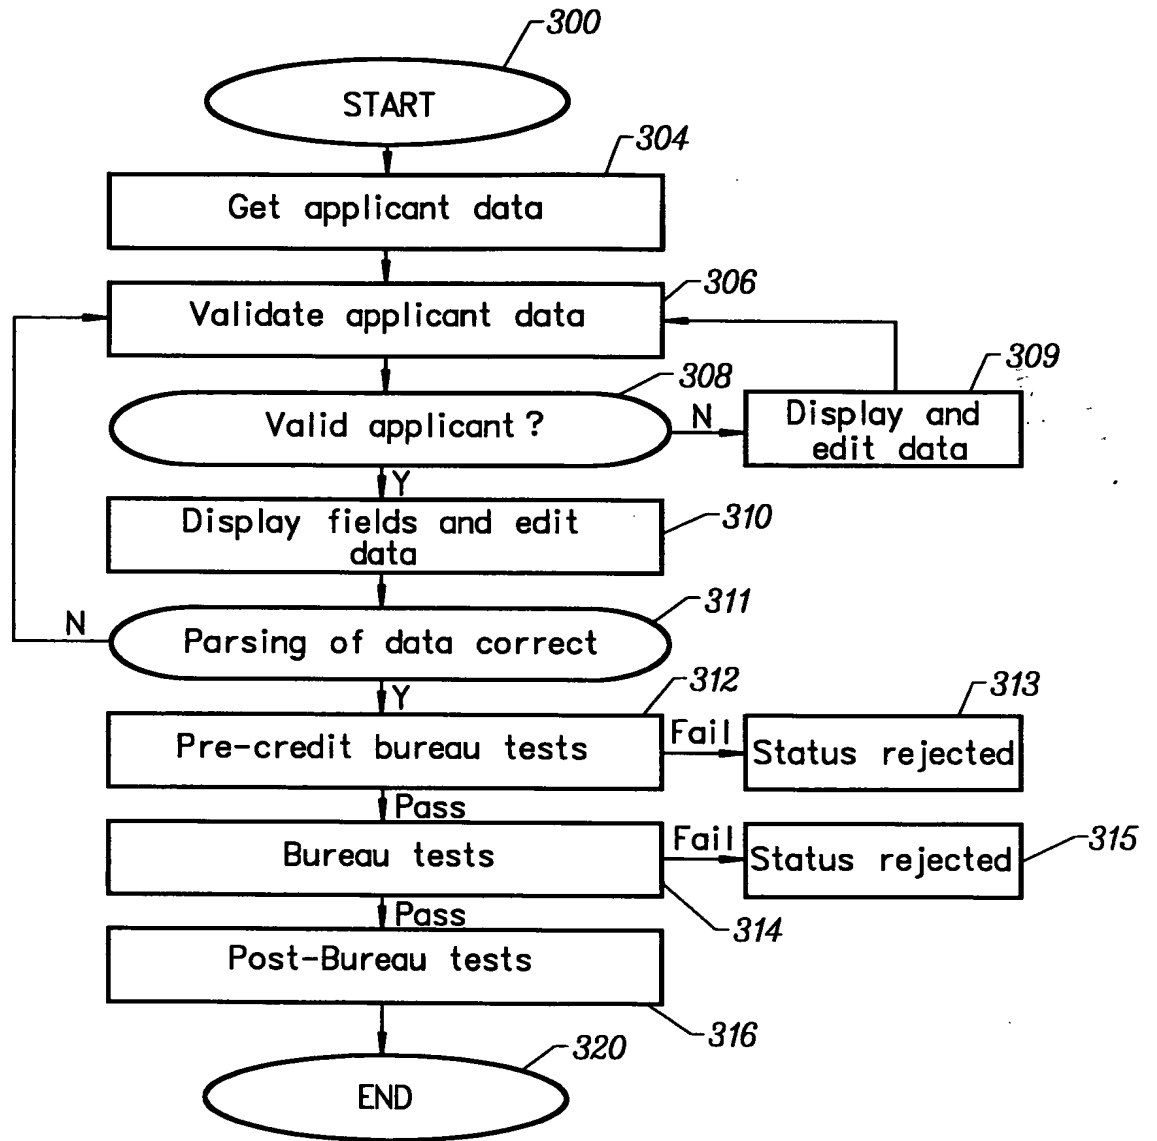 300
START
304
Get applicant data
306
Validate applicant data
308
309
Valid applicant ?
N
Display and
edit data
Y
310
Display fields and edit
data
311
N
Parsing of data correct
Y
312
313
Pre-credit bureau tests
Fail
Status rejected
Pass
Bureau tests
Fail
Status rejected
315
Pass
314
Post-Bureau tests
316
320
END